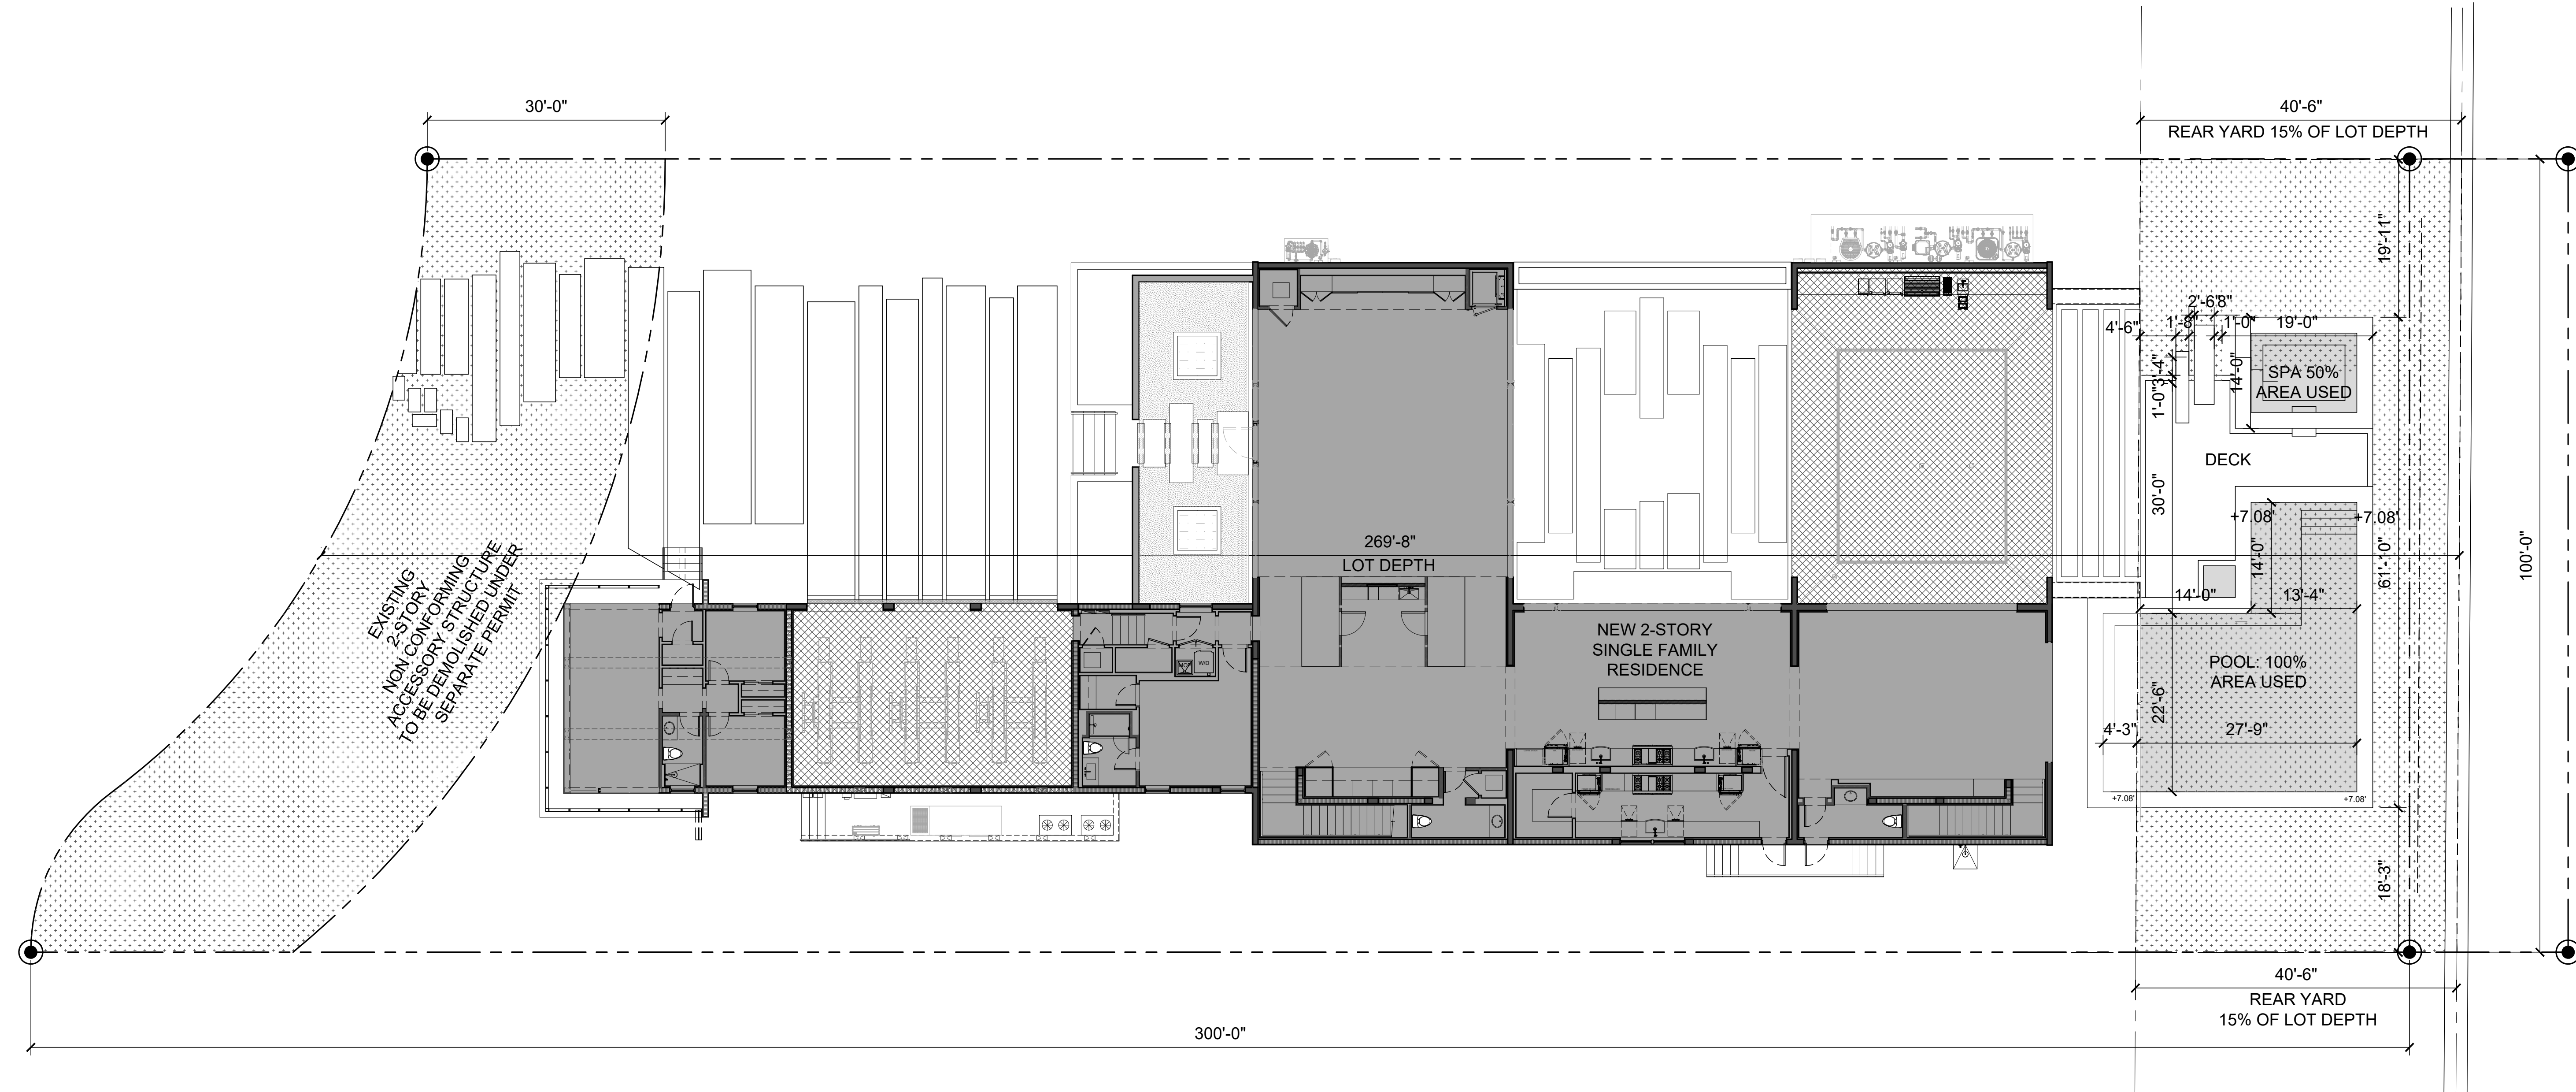 30'-0"
40'-6"
REAR YARD 15% OF LOT DEPTH
19'-11"
2'-6"
8"
4'-6"
1'-8"
1'-0"
19'-0"
3'-4"
1'-0"
14'-0"
SPA 50%
AREA USED
DECK
30'-0"
+7.08'
+7.08'
269'-8"
LOT DEPTH
14'-0"
61'-10"
100'-0"
EXISTING
2-STORY
NON CONFORMING
ACCESSORY STRUCTURE
TO BE DEMOLISHED UNDER
SEPARATE PERMIT
14'-0"
13'-4"
NEW 2-STORY
SINGLE FAMILY
RESIDENCE
W/D
POOL: 100%
AREA USED
22'-6"
4'-3"
27'-9"
+7.08'
+7.08'
18'-3"
40'-6"
REAR YARD
15% OF LOT DEPTH
300'-0"